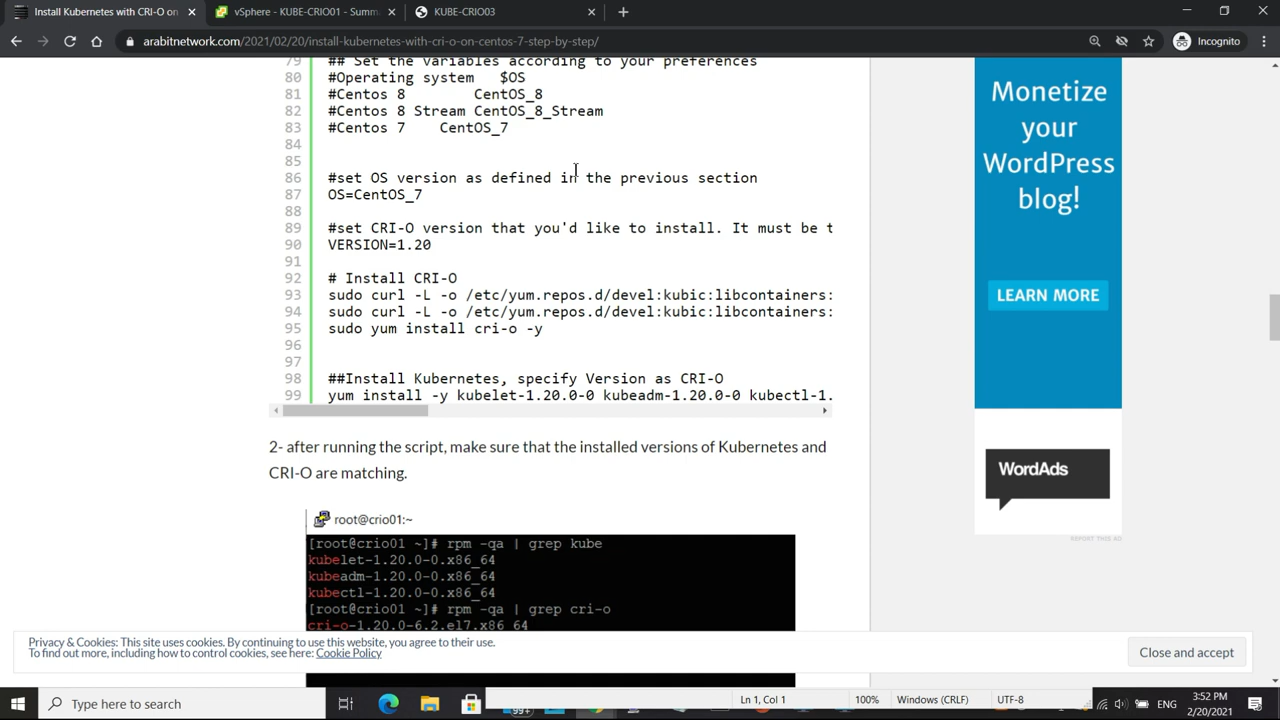 Install Kubernetes with CRI-O on
vSphere - KUBE-CRIO01 - Summ
KUBE-CRIO03
arabitnetwork.com/2021/02/20/install-kubernetes-with-cri-o-on-centos-7-step-by-step/
Incognito
79 ## Set the variables according to your preferences
80 #Operating system $OS
81 #Centos 8 CentOS_8
82 #Centos 8 Stream CentOS_8_Stream
83 #Centos 7 CentOS_7
84
85
86 #set OS version as defined in the previous section
87 OS=CentOS_7
88
89 #set CRI-O version that you'd like to install. It must be t
90 VERSION=1.20
91
92 # Install CRI-O
93 sudo curl -L -o /etc/yum.repos.d/devel:kubic:libcontainers:
94 sudo curl -L -o /etc/yum.repos.d/devel:kubic:libcontainers:
95 sudo yum install cri-o -y
96
97
98 ##Install Kubernetes, specify Version as CRI-O
99 yum install -y kubelet-1.20.0-0 kubeadm-1.20.0-0 kubectl-1.
2- after running the script, make sure that the installed versions of Kubernetes and
CRI-O are matching.
root@crio01:~
[root@crio01 ~]# rpm -qa | grep kube
kubelet-1.20.0-0.x86_64
kubeadm-1.20.0-0.x86_64
kubectl-1.20.0-0.x86_64
[root@crio01 ~]# rpm -qa | grep cri-o
cri-o-1.20.0-6.2.el7.x86_64
Monetize
your
WordPress
blog!
LEARN MORE
WordAds
REPORT THIS AD
Privacy & Cookies: This site uses cookies. By continuing to use this website, you agree to their use.
To find out more, including how to control cookies, see here: Cookie Policy
Close and accept
Type here to search
99+
Ln 1, Col 1
100%
Windows (CRLF)
UTF-8
ENG
3:52 PM
2/20/2021